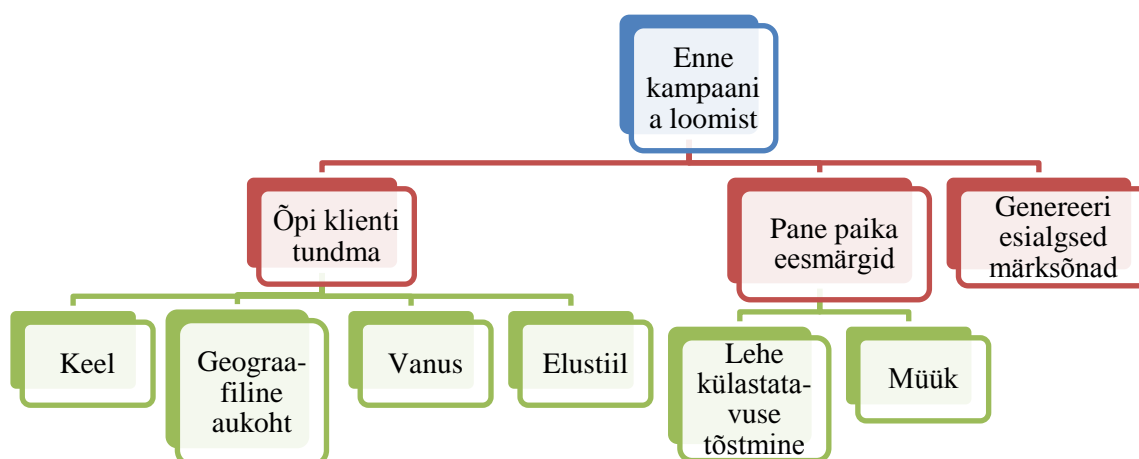 Enne
kampaani
a loomist
Õpi klienti
tundma
Pane paika
eesmärgid
Genereeri
esialgsed
märksõnad
Keel
Geograa-
filine
aukoht
Vanus
Elustiil
Lehe
külastata-
vuse
tõstmine
Müük